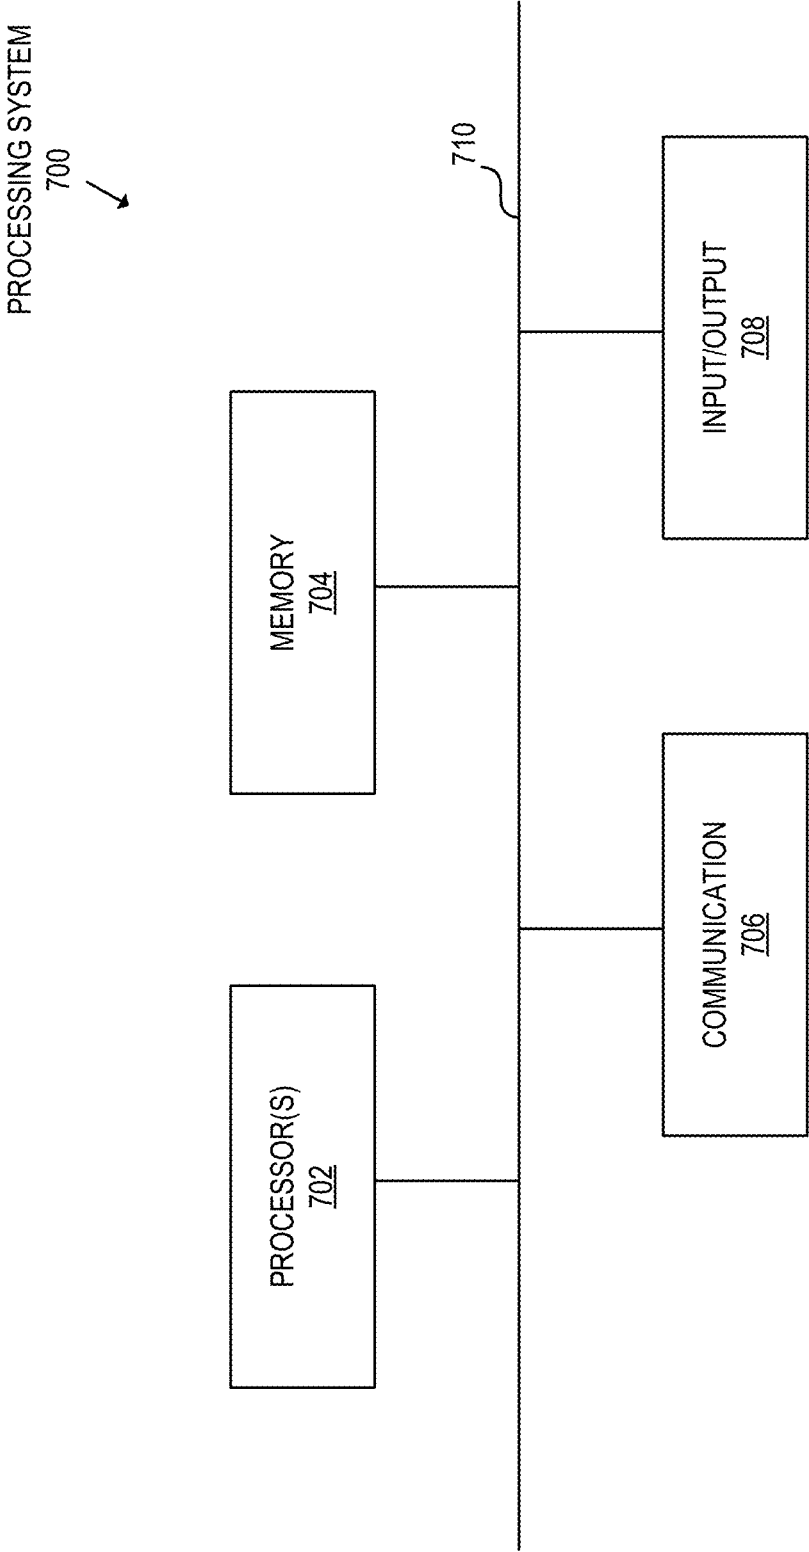 PROCESSING SYSTEM
700
PROCESSOR(S)
702
MEMORY
704
710
COMMUNICATION
706
INPUT/OUTPUT
708